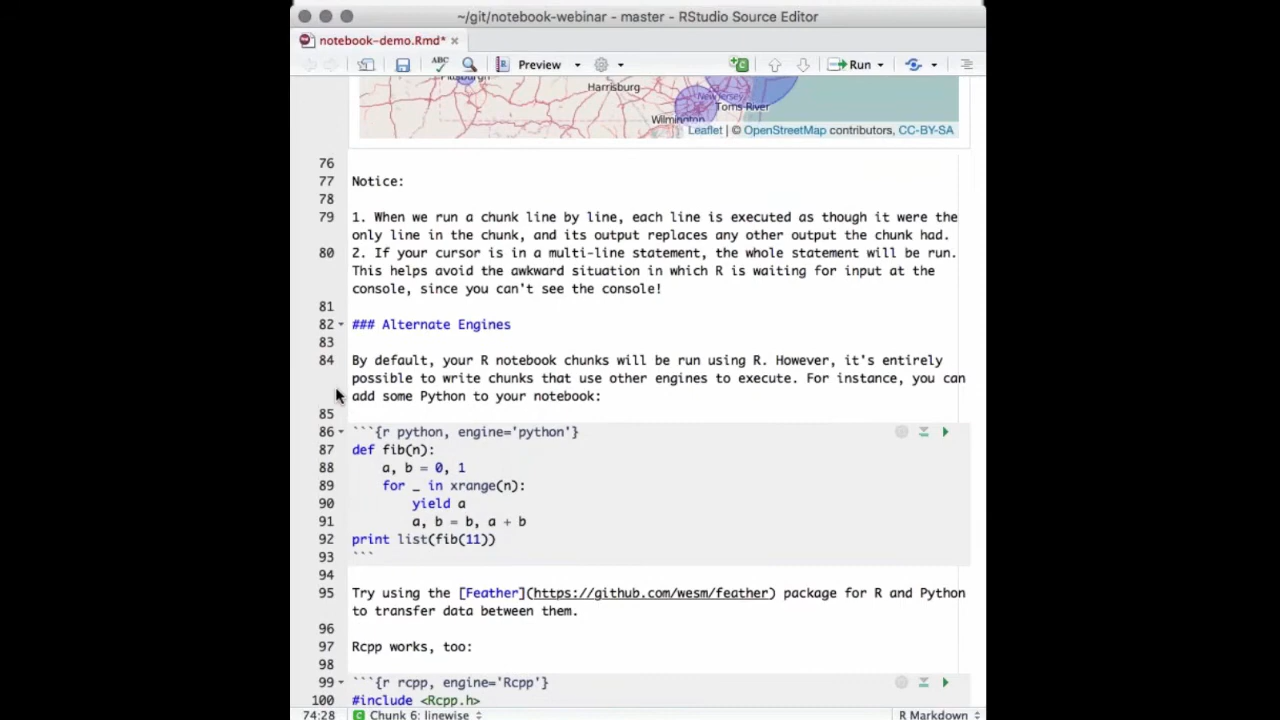 ~/git/notebook-webinar - master - RStudio Source Editor
notebook-demo.Rmd*
ABC Preview Run
Pittsburgh
Harrisburg
New Jersey
Toms River
Wilmington
Leaflet | © OpenStreetMap contributors, CC-BY-SA
76
77 Notice:
78
79 1. When we run a chunk line by line, each line is executed as though it were the
only line in the chunk, and its output replaces any other output the chunk had.
80 2. If your cursor is in a multi-line statement, the whole statement will be run.
This helps avoid the awkward situation in which R is waiting for input at the
console, since you can't see the console!
81
82 ### Alternate Engines
83
84 By default, your R notebook chunks will be run using R. However, it's entirely
possible to write chunks that use other engines to execute. For instance, you can
add some Python to your notebook:
85
86 ```{r python, engine='python'}
87 def fib(n):
88 a, b = 0, 1
89 for _ in xrange(n):
90 yield a
91 a, b = b, a + b
92 print list(fib(11))
93 ```
94
95 Try using the [Feather](https://github.com/wesm/feather) package for R and Python
to transfer data between them.
96
97 Rcpp works, too:
98
99 ```{r rcpp, engine='Rcpp'}
100 #include <Rcpp.h>
74:28 Chunk 6: linewise R Markdown